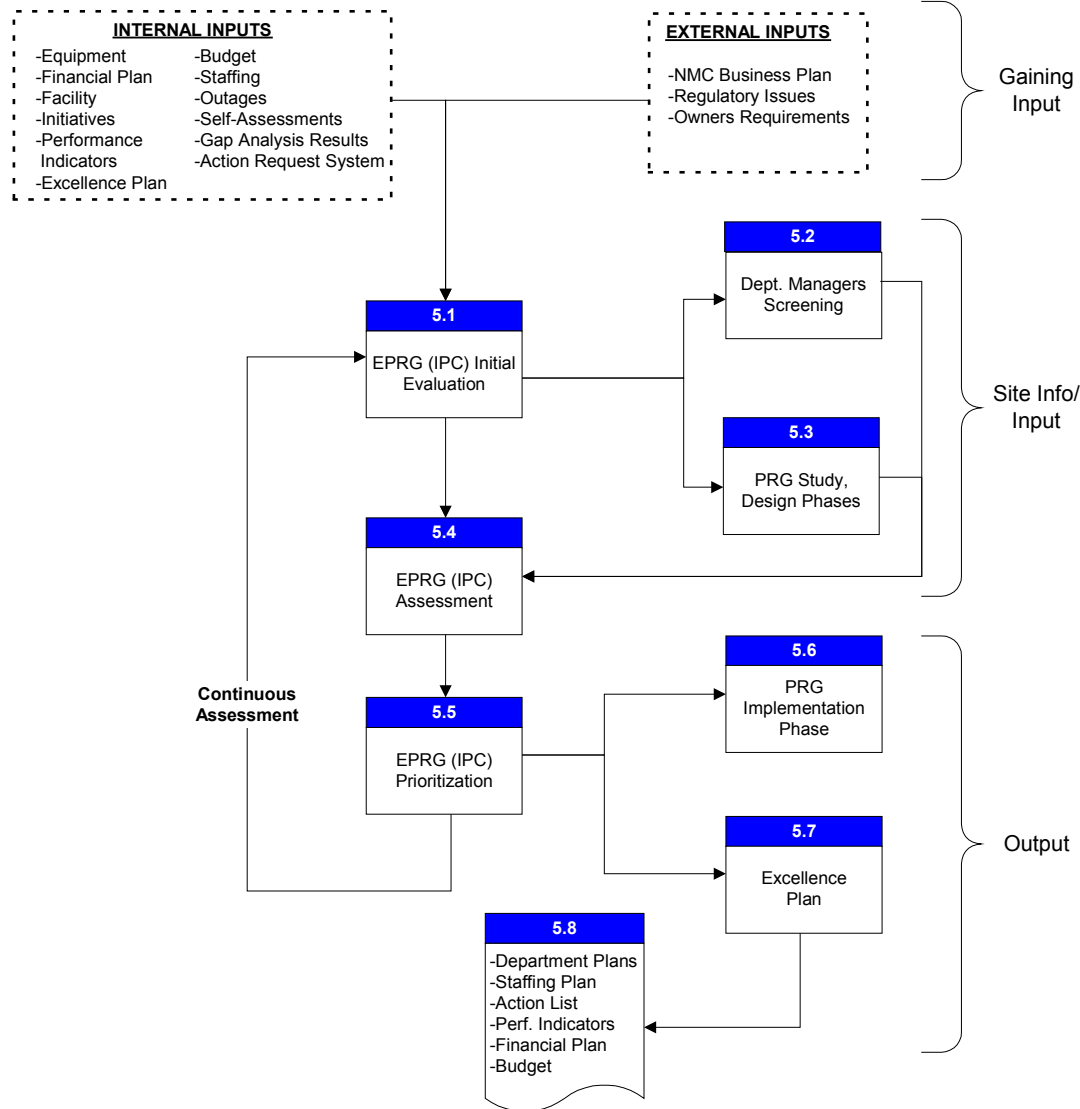 INTERNAL INPUTS
-Equipment
-Financial Plan
-Facility
-Initiatives
-Performance
Indicators
-Excellence Plan
-Budget
-Staffing
-Outages
-Self-Assessments
-Gap Analysis Results
-Action Request System
EXTERNAL INPUTS
-NMC Business Plan
-Regulatory Issues
-Owners Requirements
Gaining
Input
5.1
EPRG (IPC) Initial
Evaluation
5.2
Dept. Managers
Screening
5.3
PRG Study,
Design Phases
Site Info/
Input
5.4
EPRG (IPC)
Assessment
Continuous
Assessment
5.5
EPRG (IPC)
Prioritization
5.6
PRG
Implementation
Phase
5.7
Excellence
Plan
Output
5.8
-Department Plans
-Staffing Plan
-Action List
-Perf. Indicators
-Financial Plan
-Budget